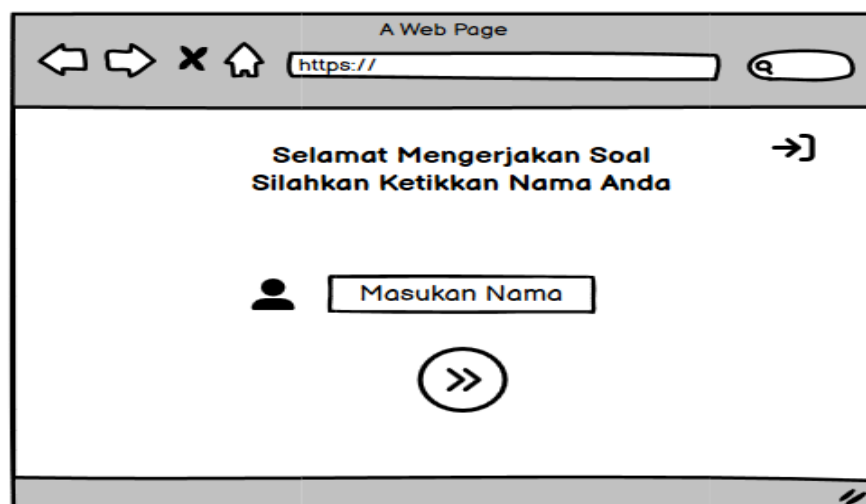 A Web Page
https://
Selamat Mengerjakan Soal
Silahkan Ketikkan Nama Anda
Masukan Nama